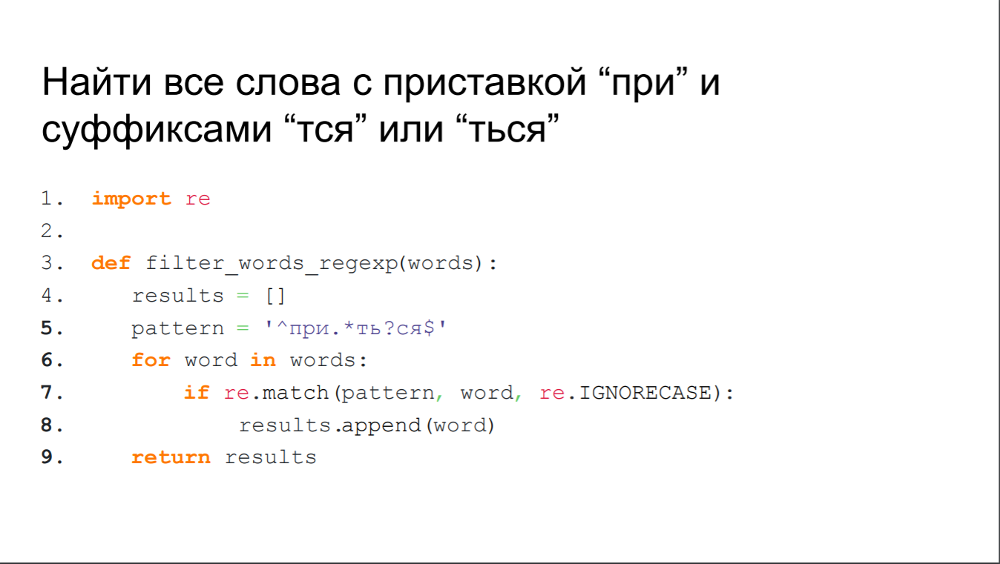 Найти все слова с приставкой “при” и
суффиксами “тся” или “ться”
1. import re
2.
3. def filter_words_regexp(words):
4.    results = []
5.    pattern = '^при.*ть?ся$'
6.    for word in words:
7.        if re.match(pattern, word, re.IGNORECASE):
8.            results.append(word)
9.    return results